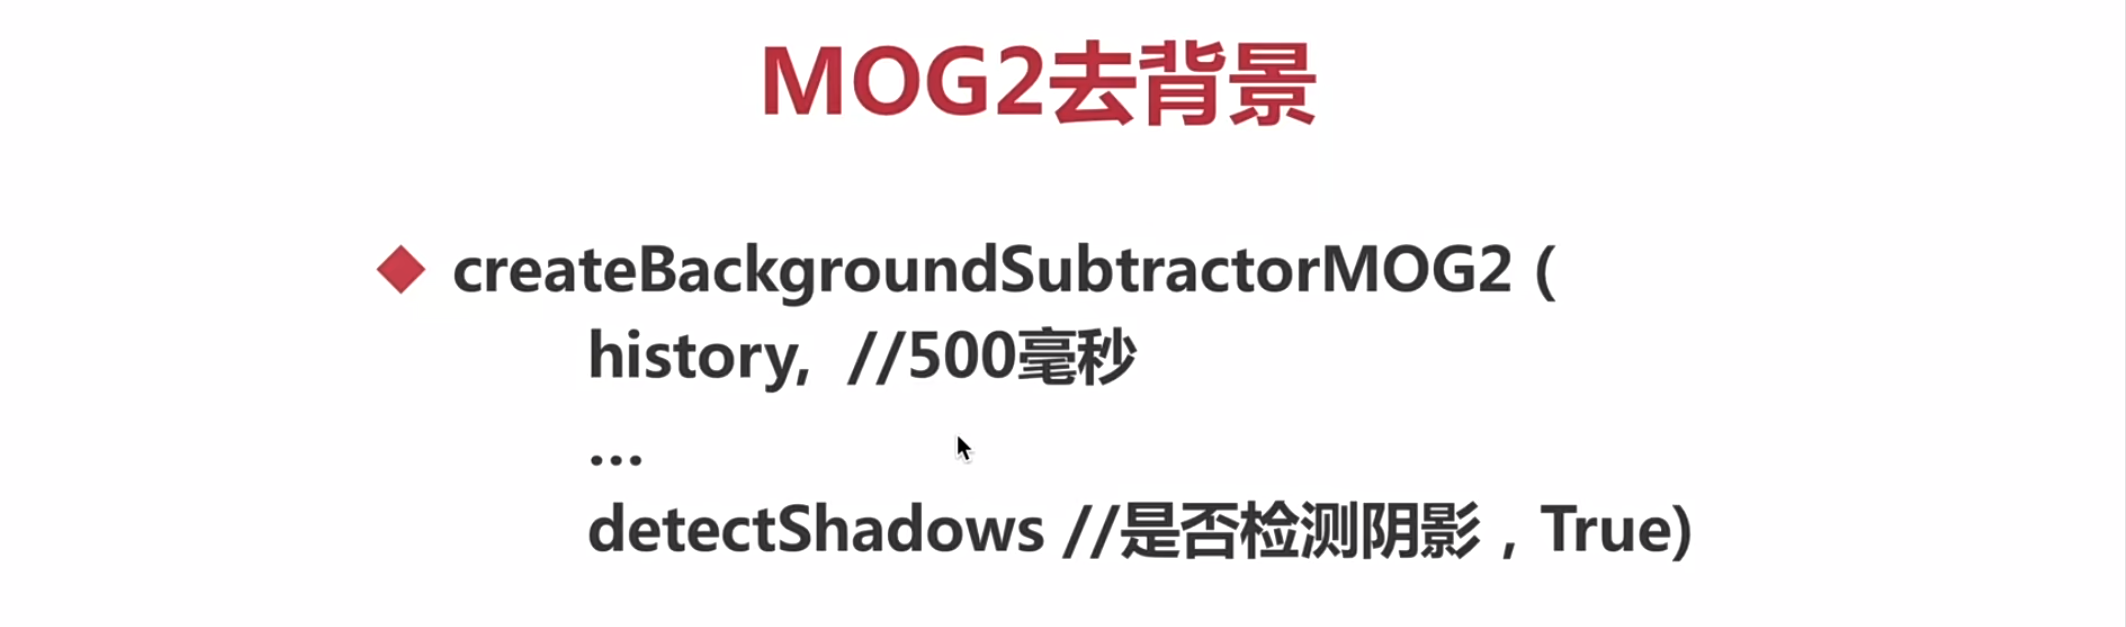 MOG2去背景
createBackgroundSubtractorMOG2 (
history,  //500毫秒
...
detectShadows //是否检测阴影，True)